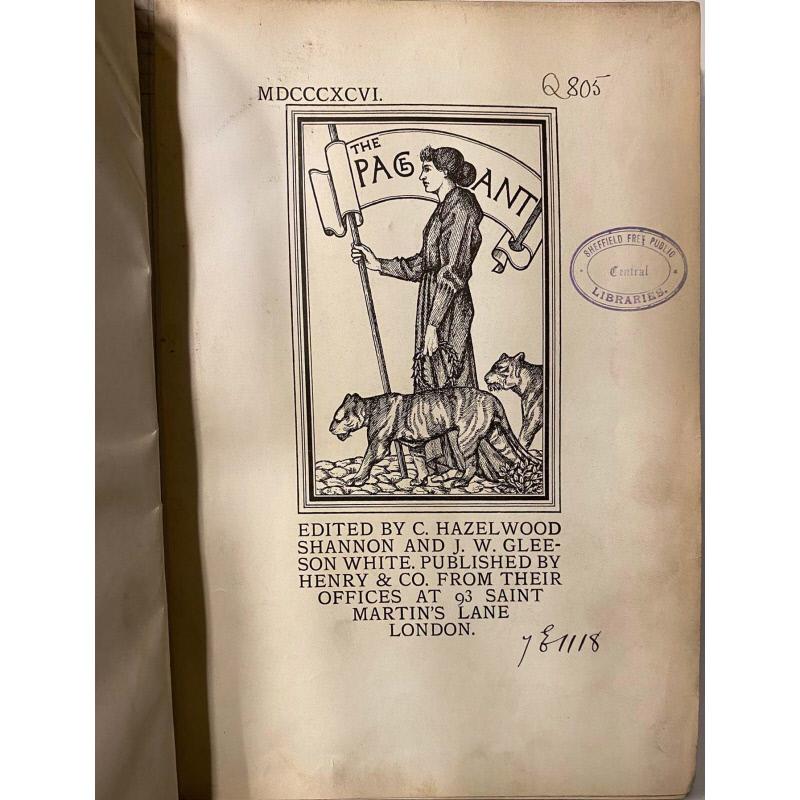 MDCCCXCVI.
Q805
THE
PAGEANT
SHEFFIELD FREE PUBLIC
Central
LIBRARIES.
EDITED BY C. HAZELWOOD
SHANNON AND J. W. GLEE-
SON WHITE. PUBLISHED BY
HENRY & CO. FROM THEIR
OFFICES AT 93 SAINT
MARTIN'S LANE
LONDON.
7E1118